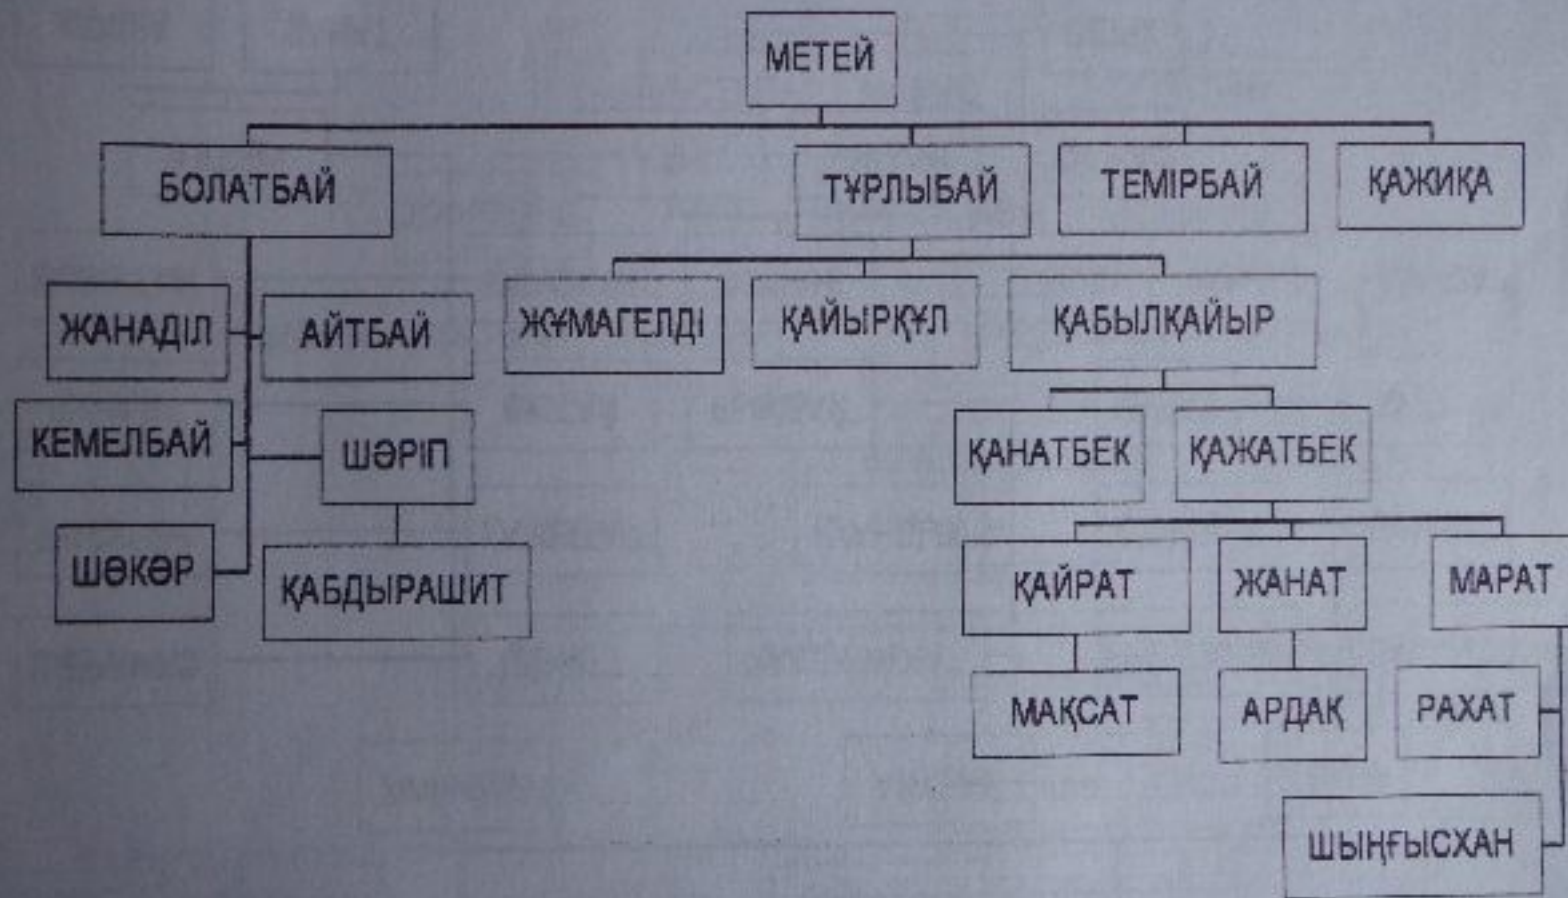 МЕТЕЙ
БОЛАТБАЙ ТҰРЛЫБАЙ ТЕМІРБАЙ ҚАЖИҚА
ЖАНАДІЛ АЙТБАЙ ЖҰМАГЕЛДІ ҚАЙЫРҚҰЛ ҚАБЫЛҚАЙЫР
КЕМЕЛБАЙ ШӘРІП ҚАНАТБЕК ҚАЖАТБЕК
ШӨКӨР ҚАБДЫРАШИТ ҚАЙРАТ ЖАНАТ МАРАТ
МАҚСАТ АРДАҚ РАХАТ
ШЫҢҒЫСХАН